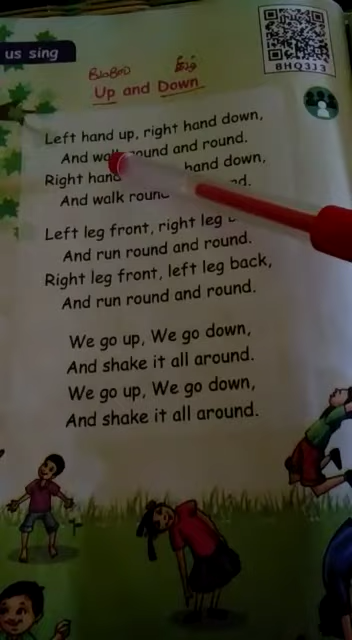 us sing
BHQ313
மேலே கீழ்
Up and Down
Left hand up, right hand down,
And walk round and round.
Right hand hand down,
And walk round
Left leg front, right leg
And run round and round.
Right leg front, left leg back,
And run round and round.
We go up, We go down,
And shake it all around.
We go up, We go down,
And shake it all around.